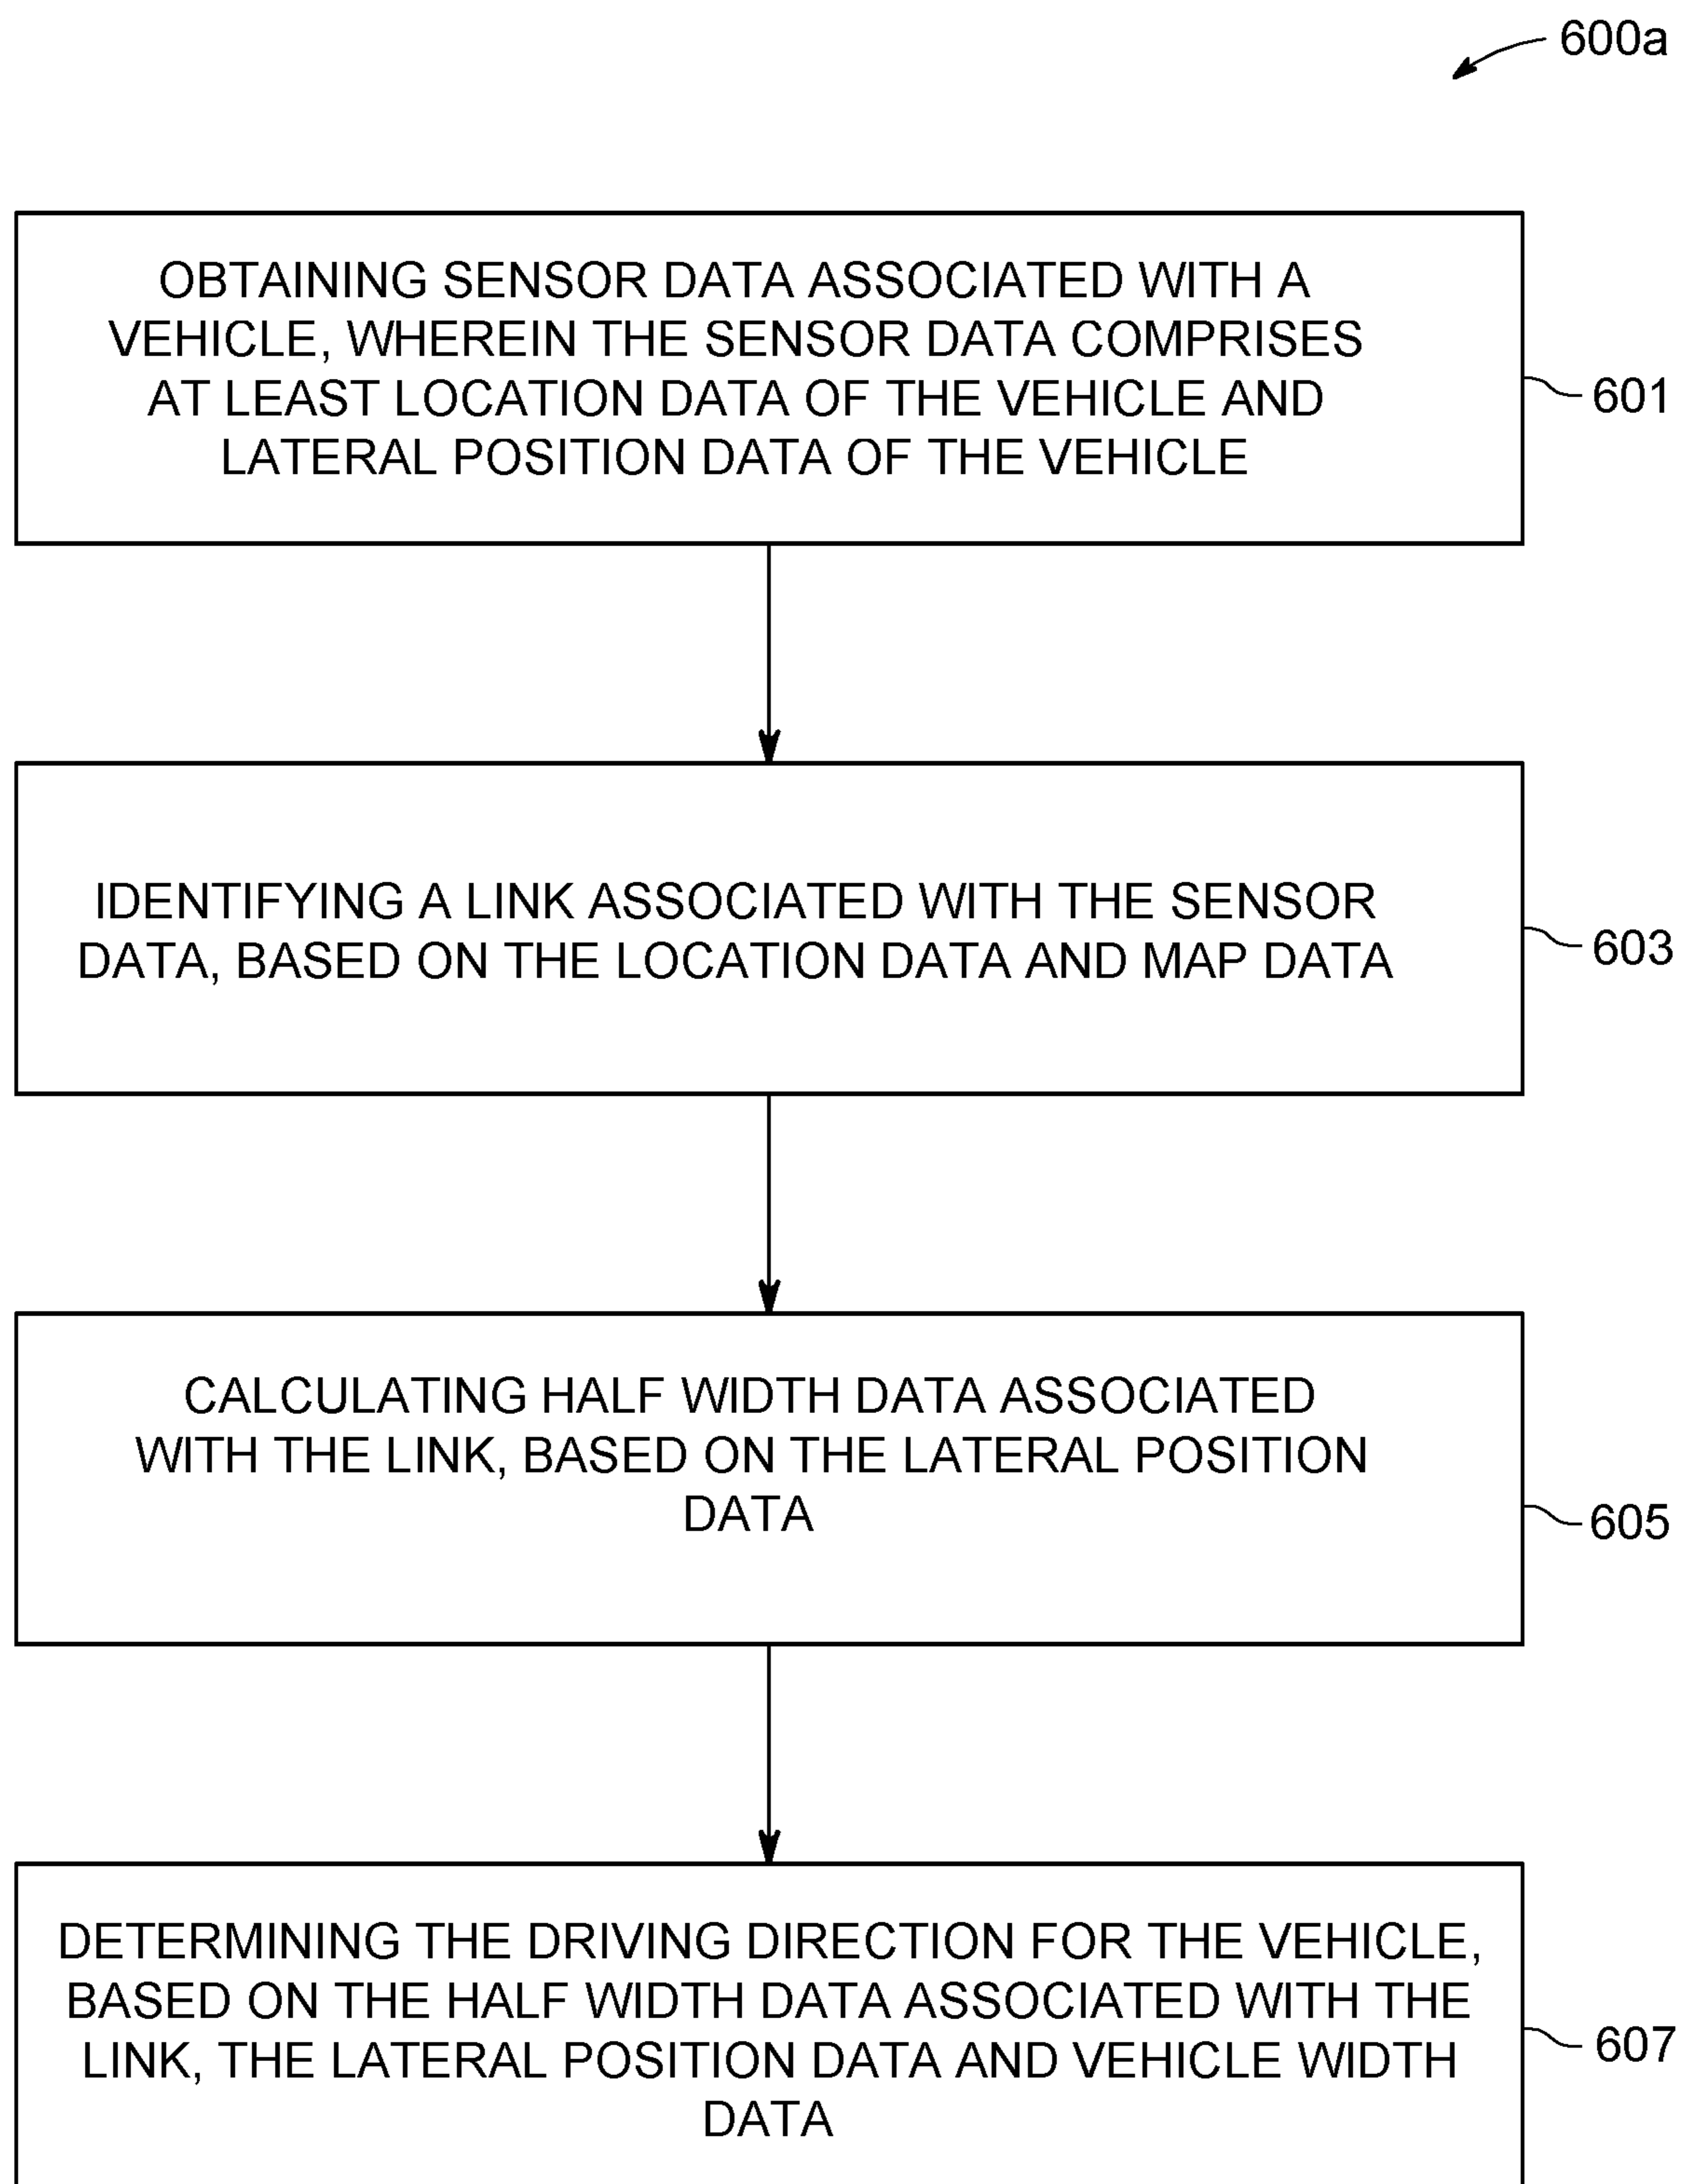 600a
OBTAINING SENSOR DATA ASSOCIATED WITH A
VEHICLE, WHEREIN THE SENSOR DATA COMPRISES
AT LEAST LOCATION DATA OF THE VEHICLE AND
LATERAL POSITION DATA OF THE VEHICLE
601
IDENTIFYING A LINK ASSOCIATED WITH THE SENSOR
DATA, BASED ON THE LOCATION DATA AND MAP DATA
603
CALCULATING HALF WIDTH DATA ASSOCIATED
WITH THE LINK, BASED ON THE LATERAL POSITION
DATA
605
DETERMINING THE DRIVING DIRECTION FOR THE VEHICLE,
BASED ON THE HALF WIDTH DATA ASSOCIATED WITH THE
LINK, THE LATERAL POSITION DATA AND VEHICLE WIDTH
DATA
607